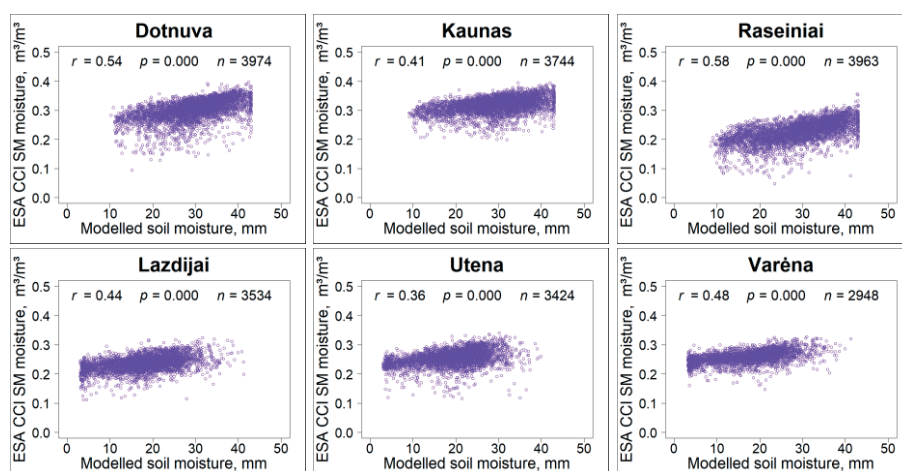 Dotnuva
r = 0.54 p = 0.000 n = 3974
ESA CCI SM moisture, m³/m³
0.5
0.4
0.3
0.2
0.1
0.0
0 10 20 30 40 50
Modelled soil moisture, mm
Kaunas
r = 0.41 p = 0.000 n = 3744
ESA CCI SM moisture, m³/m³
0.5
0.4
0.3
0.2
0.1
0.0
0 10 20 30 40 50
Modelled soil moisture, mm
Raseiniai
r = 0.58 p = 0.000 n = 3963
ESA CCI SM moisture, m³/m³
0.5
0.4
0.3
0.2
0.1
0.0
0 10 20 30 40 50
Modelled soil moisture, mm
Lazdijai
r = 0.44 p = 0.000 n = 3534
ESA CCI SM moisture, m³/m³
0.5
0.4
0.3
0.2
0.1
0.0
0 10 20 30 40 50
Modelled soil moisture, mm
Utena
r = 0.36 p = 0.000 n = 3424
ESA CCI SM moisture, m³/m³
0.5
0.4
0.3
0.2
0.1
0.0
0 10 20 30 40 50
Modelled soil moisture, mm
Varėna
r = 0.48 p = 0.000 n = 2948
ESA CCI SM moisture, m³/m³
0.5
0.4
0.3
0.2
0.1
0.0
0 10 20 30 40 50
Modelled soil moisture, mm